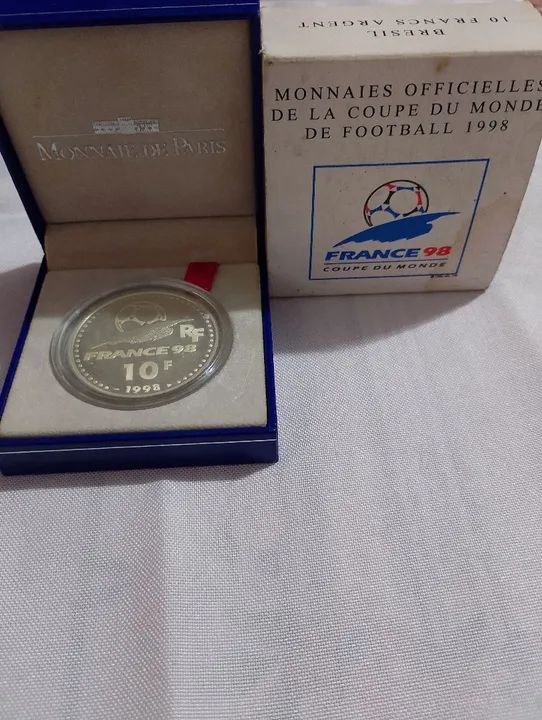 MONNAIE DE PARIS
RF
FRANCE 98
10 F
1998
BRESIL
10 FRANCS ARGENT
MONNAIES OFFICIELLES
DE LA COUPE DU MONDE
DE FOOTBALL 1998
FRANCE 98
COUPE DU MONDE